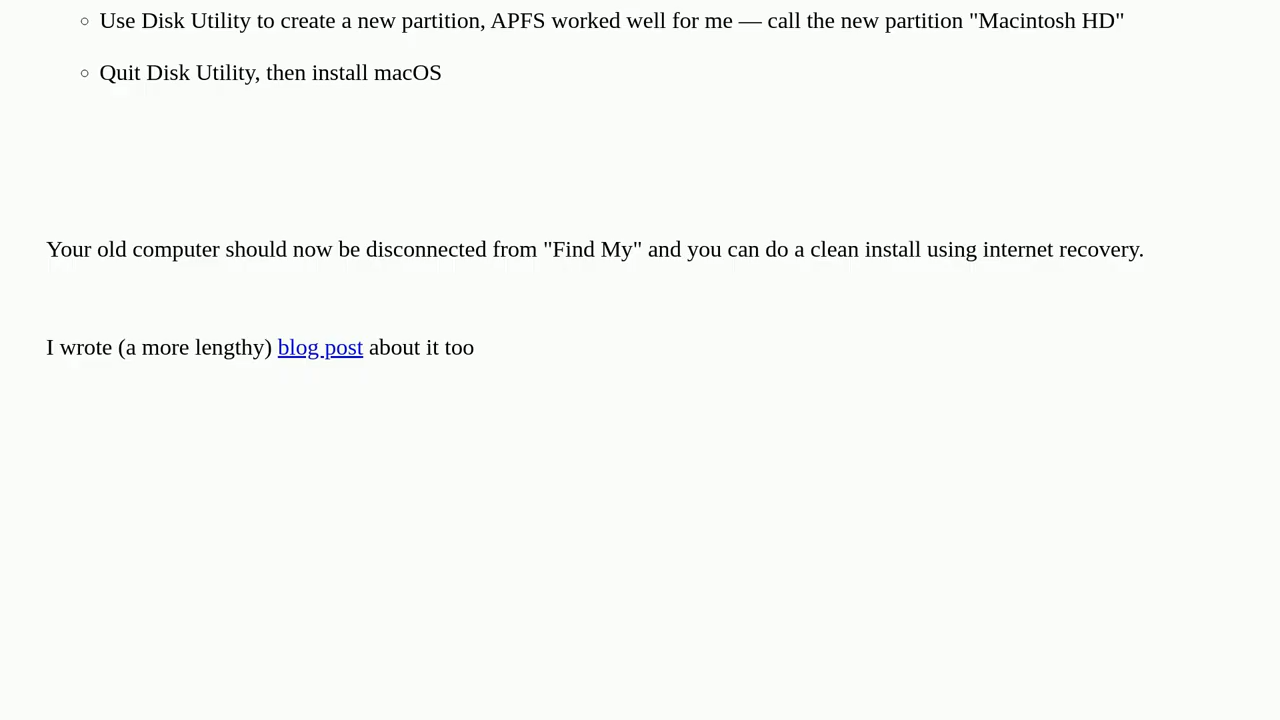 Use Disk Utility to create a new partition, APFS worked well for me — call the new partition "Macintosh HD"
Quit Disk Utility, then install macOS
Your old computer should now be disconnected from "Find My" and you can do a clean install using internet recovery.
I wrote (a more lengthy) blog post about it too